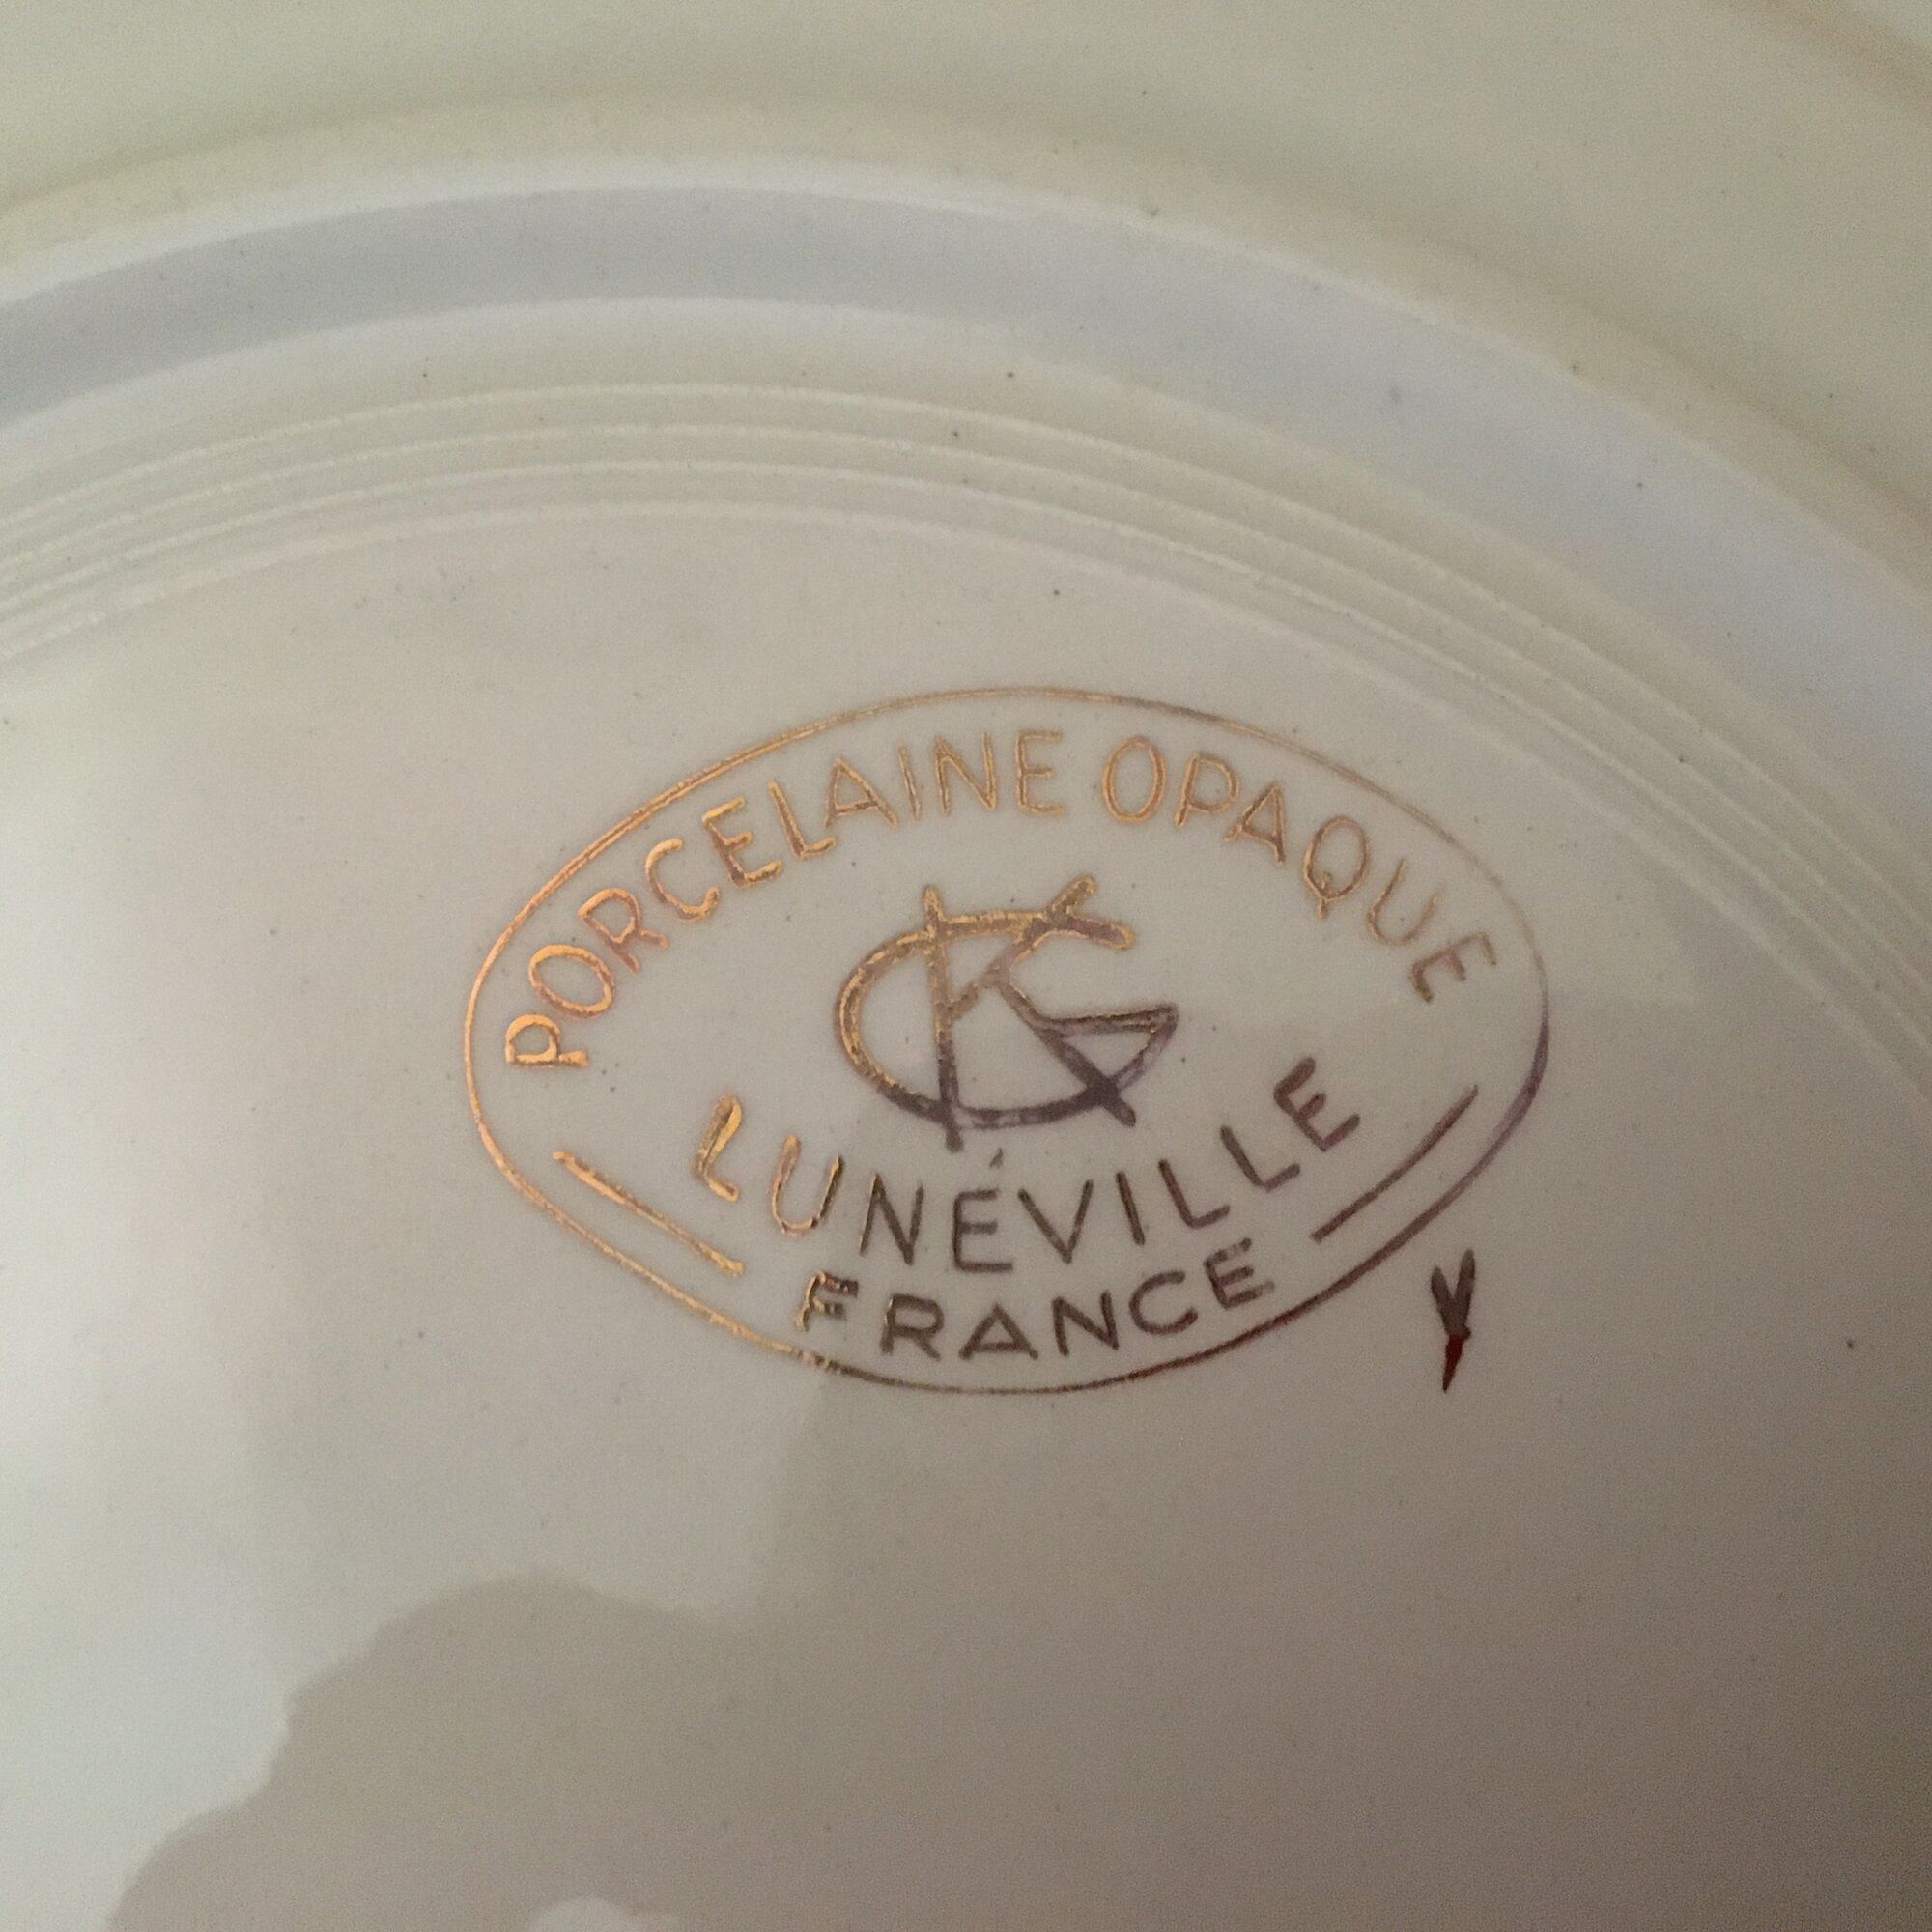 PORCELAINE OPAQUE
KG
LUNÉVILLE
FRANCE